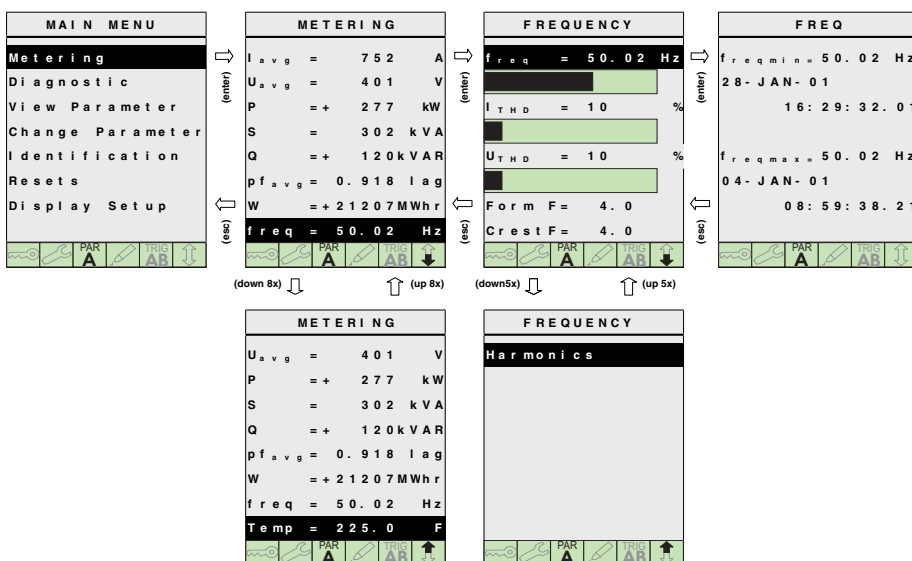 MAIN MENU
Metering
Diagnostic
View Parameter
Change Parameter
Identification
Resets
Display Setup
PAR
A
TRIG
AB
(enter)
(esc)
METERING
Iavg = 752 A
Uavg = 401 V
P =+ 277 kW
S = 302 kVA
Q =+ 120kVAR
pfavg = 0.918 lag
W =+21207MWhr
freq = 50.02 Hz
PAR
A
TRIG
AB
(enter)
(esc)
FREQUENCY
freq = 50.02 Hz
ITHD = 10 %
UTHD = 10 %
Form F= 4.0
CrestF= 4.0
PAR
A
TRIG
AB
(enter)
(esc)
FREQ
freqmin= 50.02 Hz
28-JAN-01
16:29:32.01
freqmax= 50.02 Hz
04-JAN-01
08:59:38.21
PAR
A
TRIG
AB
(down 8x)
(up 8x)
(down5x)
(up 5x)
METERING
Uavg = 401 V
P =+ 277 kW
S = 302 kVA
Q =+ 120kVAR
pfavg = 0.918 lag
W =+21207MWhr
freq = 50.02 Hz
Temp = 225.0 F
PAR
A
TRIG
AB
FREQUENCY
Harmonics
PAR
A
TRIG
AB